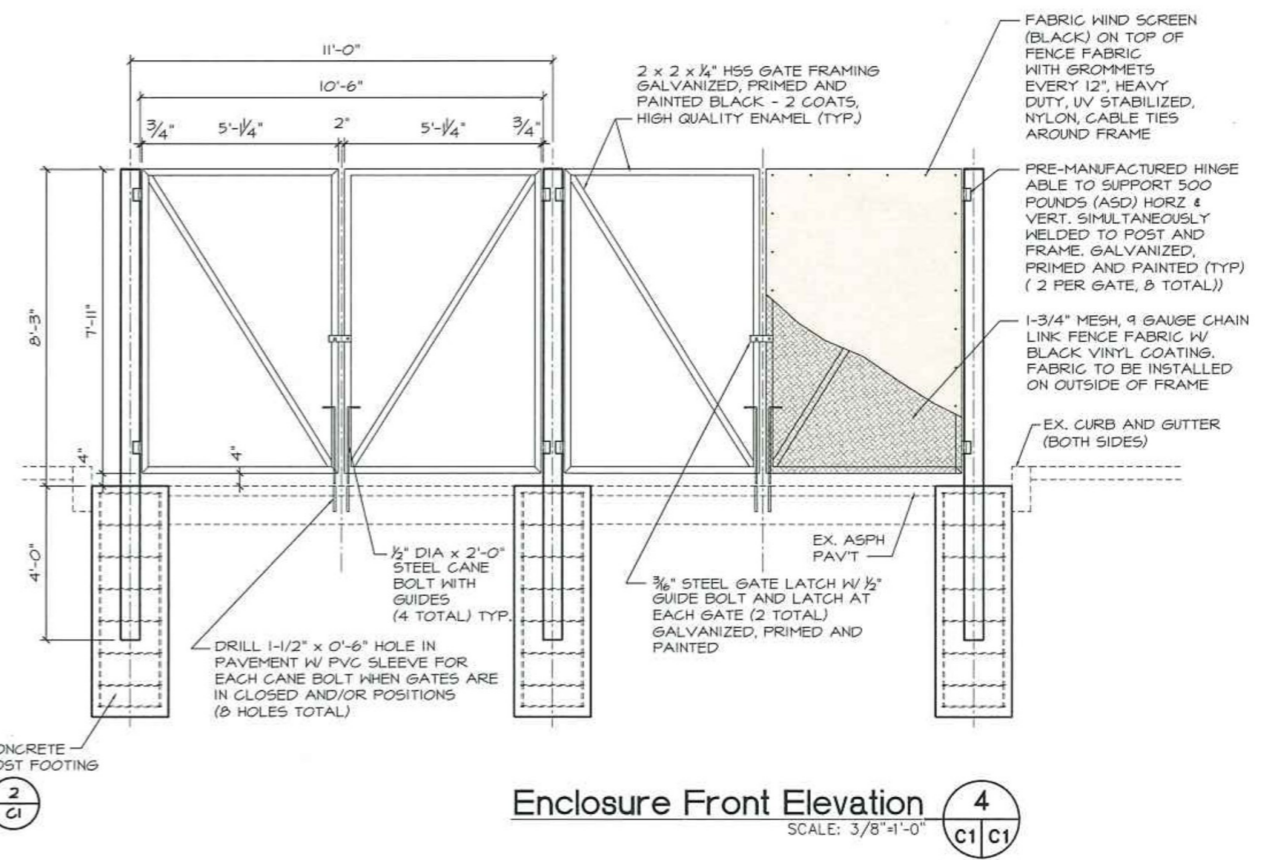 11'-0"
10'-6"
3/4"
5'-1/4"
2"
5'-1/4"
3/4"
8'-3"
7'-11"
4"
4"
4'-0"
2 x 2 x 1/4" HSS GATE FRAMING
GALVANIZED, PRIMED AND
PAINTED BLACK - 2 COATS,
HIGH QUALITY ENAMEL (TYP.)
FABRIC WIND SCREEN
(BLACK) ON TOP OF
FENCE FABRIC
WITH GROMMETS
EVERY 12", HEAVY
DUTY, UV STABILIZED,
NYLON, CABLE TIES
AROUND FRAME
PRE-MANUFACTURED HINGE
ABLE TO SUPPORT 500
POUNDS (ASD) HORZ &
VERT. SIMULTANEOUSLY
WELDED TO POST AND
FRAME. GALVANIZED,
PRIMED AND PAINTED (TYP)
( 2 PER GATE, 8 TOTAL))
1-3/4" MESH, 9 GAUGE CHAIN
LINK FENCE FABRIC W/
BLACK VINYL COATING.
FABRIC TO BE INSTALLED
ON OUTSIDE OF FRAME
EX. CURB AND GUTTER
(BOTH SIDES)
EX. ASPH
PAV'T
1/2" DIA x 2'-0"
STEEL CANE
BOLT WITH
GUIDES
(4 TOTAL) TYP.
3/16" STEEL GATE LATCH W/ 1/2"
GUIDE BOLT AND LATCH AT
EACH GATE (2 TOTAL)
GALVANIZED, PRIMED AND
PAINTED
DRILL 1-1/2" x 0'-6" HOLE IN
PAVEMENT W/ PVC SLEEVE FOR
EACH CANE BOLT WHEN GATES ARE
IN CLOSED AND/OR POSITIONS
(8 HOLES TOTAL)
ONCRETE
OST FOOTING
2
C1
Enclosure Front Elevation
SCALE: 3/8"=1'-0"
4
C1 C1